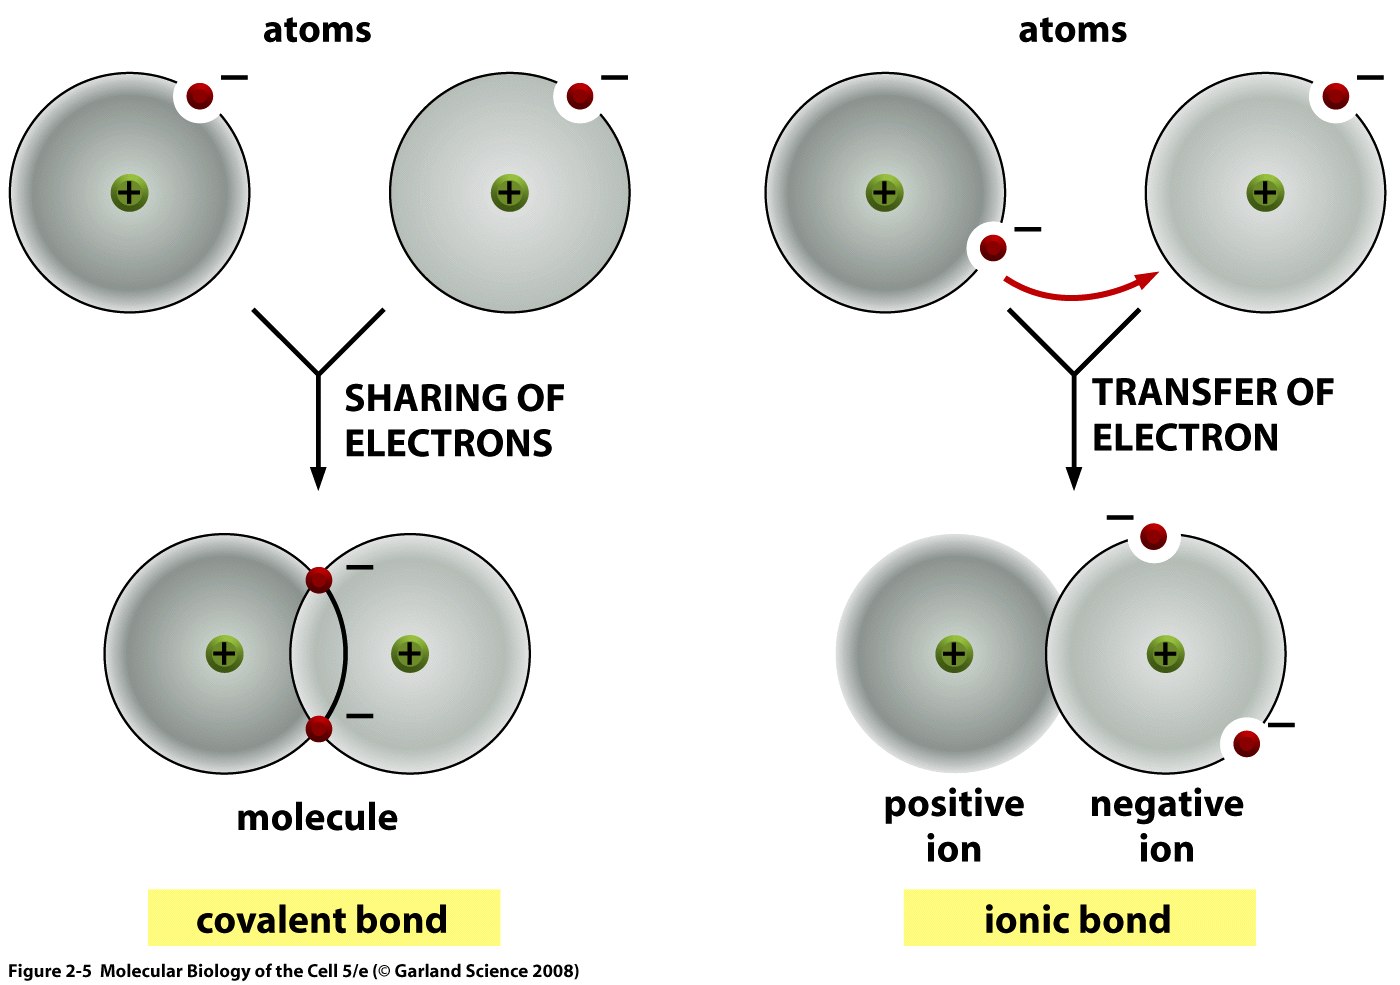 atoms
−
−
+
+
SHARING OF
ELECTRONS
−
+
+
−
molecule
covalent bond
atoms
−
+
+
−
TRANSFER OF
ELECTRON
−
+
+
−
positive
ion
negative
ion
ionic bond
Figure 2-5 Molecular Biology of the Cell 5/e (© Garland Science 2008)